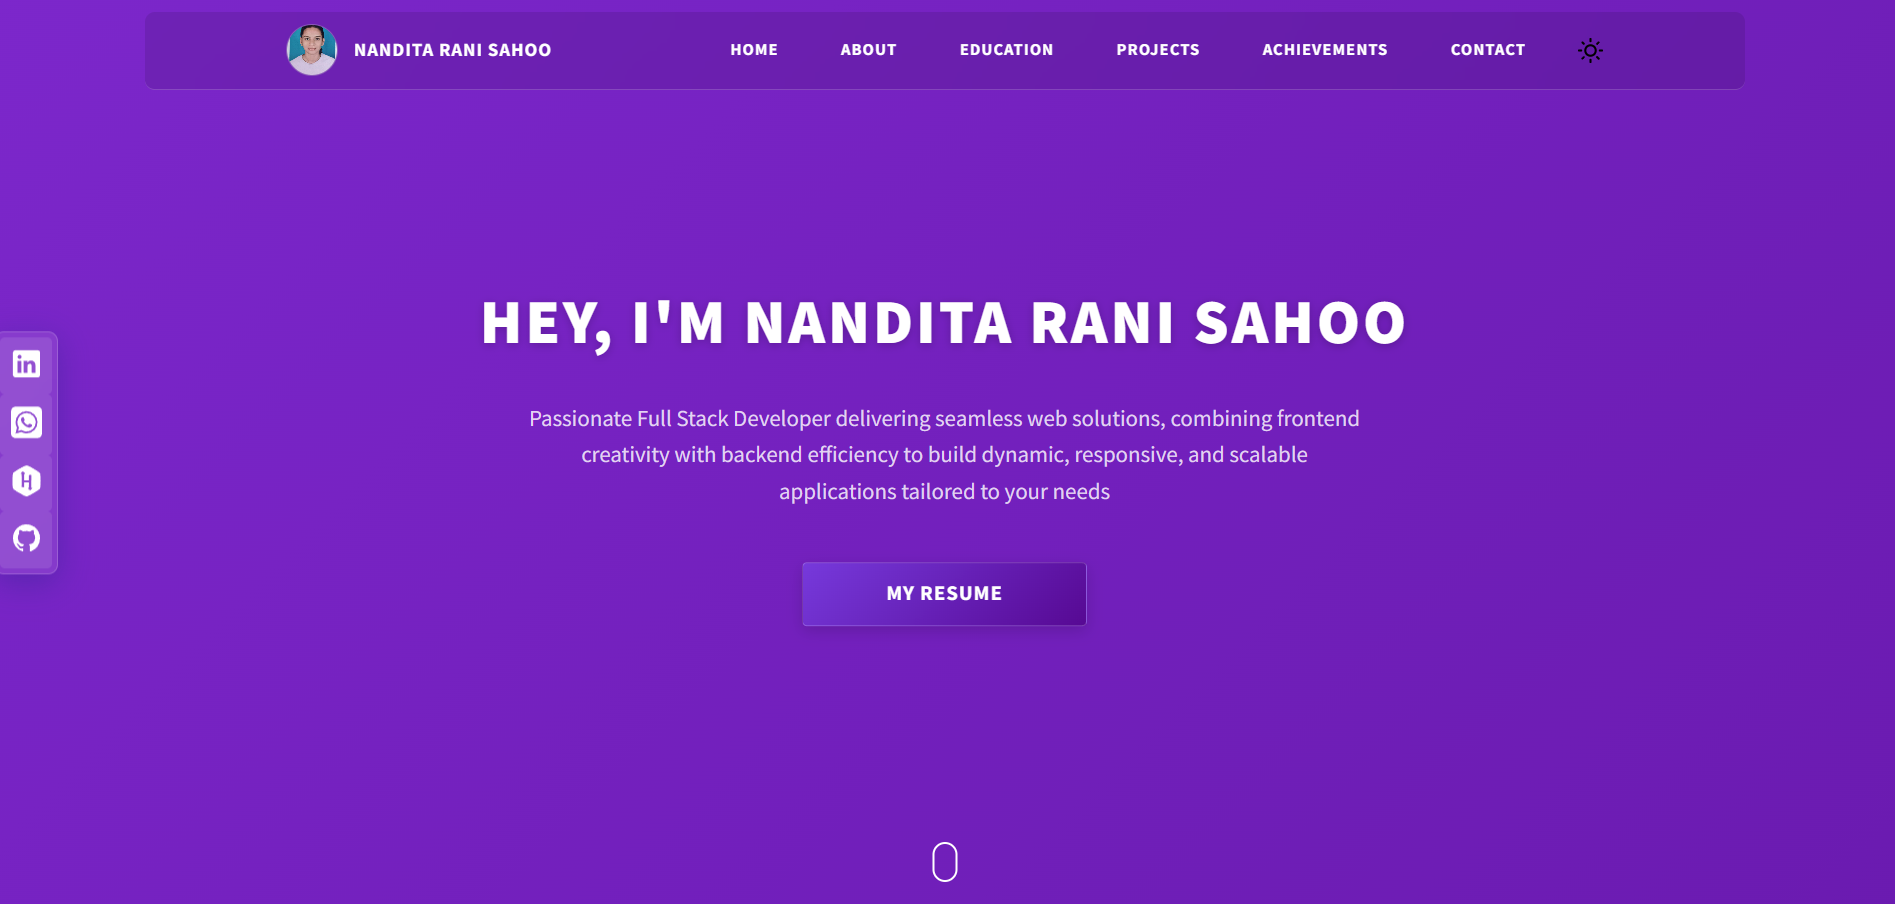 NANDITA RANI SAHOO
HOME
ABOUT
EDUCATION
PROJECTS
ACHIEVEMENTS
CONTACT
HEY, I'M NANDITA RANI SAHOO
Passionate Full Stack Developer delivering seamless web solutions, combining frontend
creativity with backend efficiency to build dynamic, responsive, and scalable
applications tailored to your needs
MY RESUME
in
H